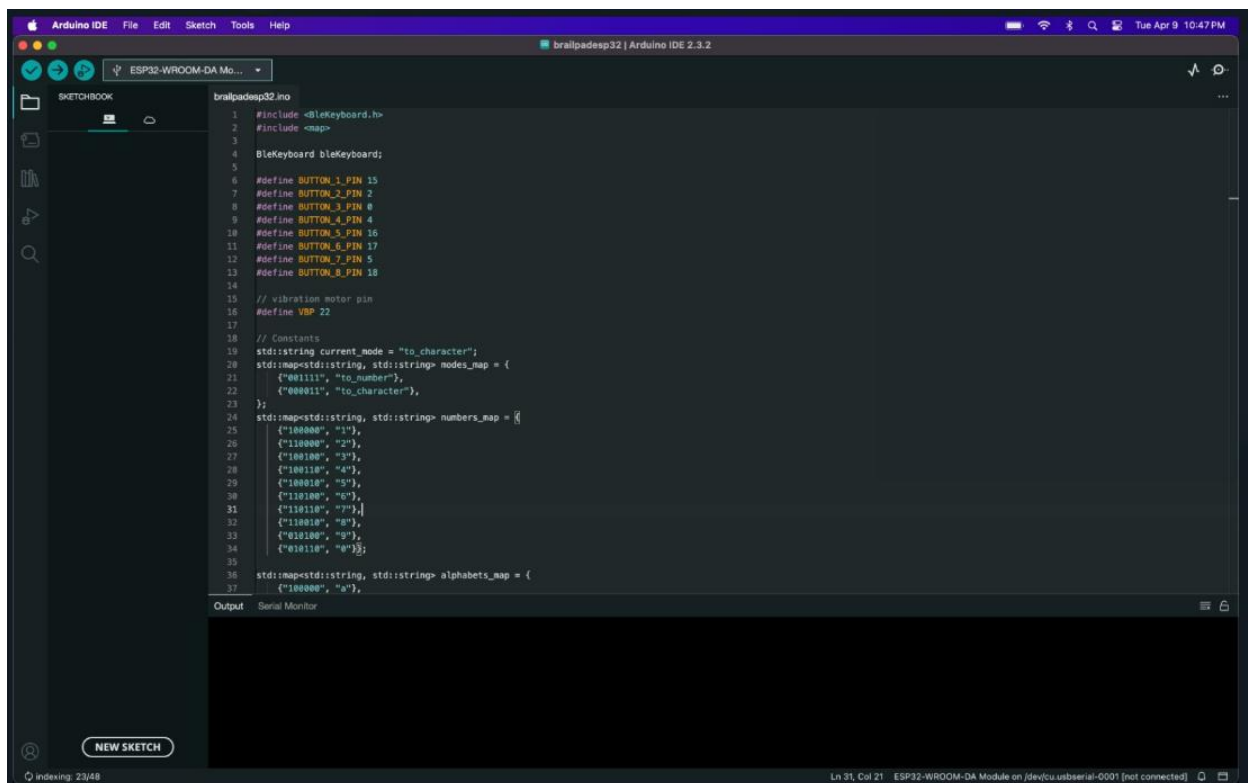 Arduino IDE File Edit Sketch Tools Help Tue Apr 9 10:47 PM
brailpadesp32 | Arduino IDE 2.3.2
ESP32-WROOM-DA Mo...
SKETCHBOOK
brailpadesp32.ino
1 #include <BleKeyboard.h>
2 #include <map>
3
4 BleKeyboard bleKeyboard;
5
6 #define BUTTON_1_PIN 15
7 #define BUTTON_2_PIN 2
8 #define BUTTON_3_PIN 0
9 #define BUTTON_4_PIN 4
10 #define BUTTON_5_PIN 16
11 #define BUTTON_6_PIN 17
12 #define BUTTON_7_PIN 5
13 #define BUTTON_8_PIN 18
14
15 // vibration motor pin
16 #define VBP 22
17
18 // Constants
19 std::string current_mode = "to_character";
20 std::map<std::string, std::string> modes_map = {
21 {"001111", "to_number"},
22 {"000011", "to_character"},
23 };
24 std::map<std::string, std::string> numbers_map = {
25 {"100000", "1"},
26 {"110000", "2"},
27 {"100100", "3"},
28 {"100110", "4"},
29 {"100010", "5"},
30 {"110100", "6"},
31 {"110110", "7"},
32 {"110010", "8"},
33 {"010100", "9"},
34 {"010110", "0"}};
35
36 std::map<std::string, std::string> alphabets_map = {
37 {"100000", "a"},
Output Serial Monitor
NEW SKETCH
indexing: 23/48 Ln 31, Col 21 ESP32-WROOM-DA Module on /dev/cu.usbserial-0001 [not connected]